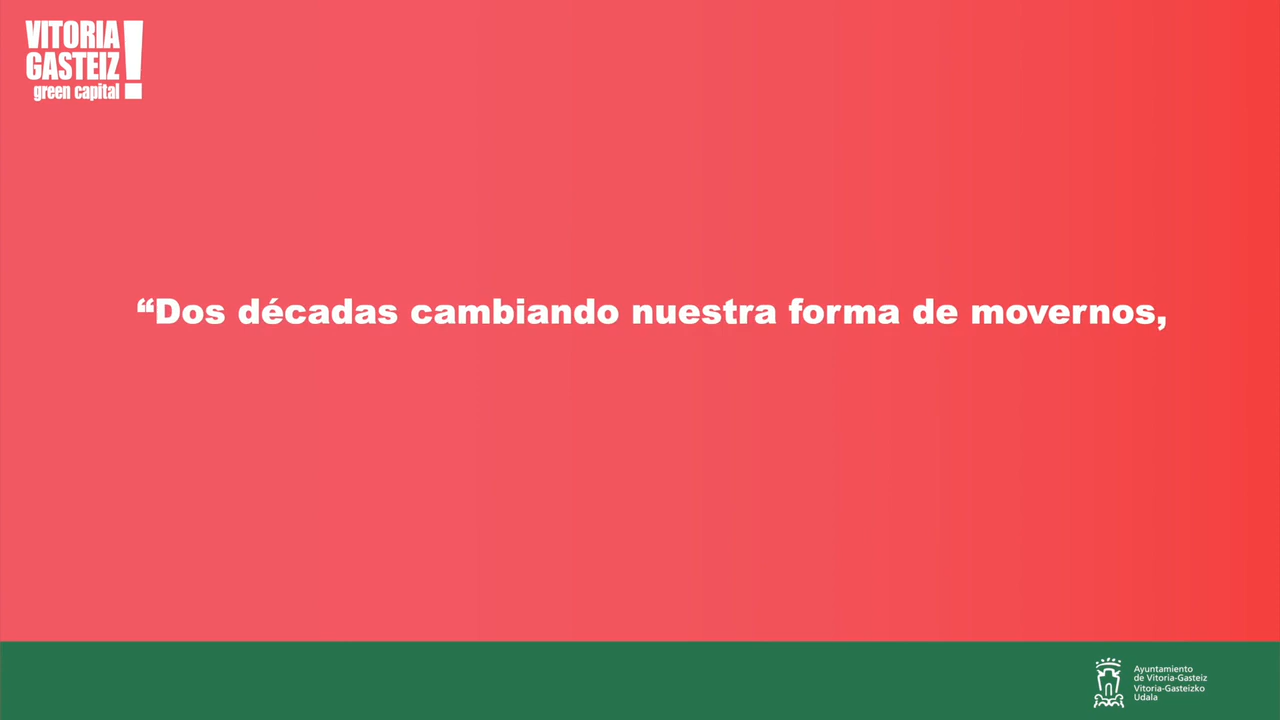 VITORIA
GASTEIZ!
green capital
“Dos décadas cambiando nuestra forma de movernos,
Ayuntamiento
de Vitoria-Gasteiz
Vitoria-Gasteizko
Udala